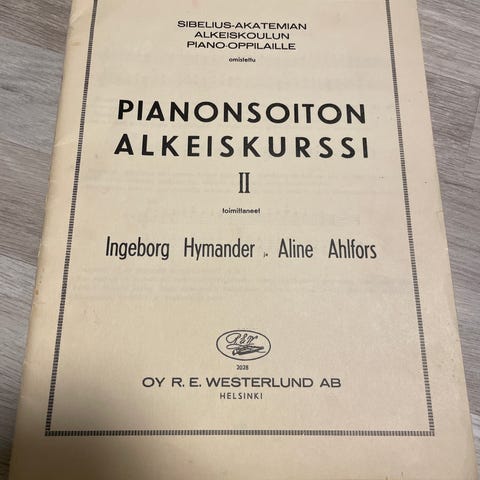 SIBELIUS-AKATEMIAN
ALKEISKOULUN
PIANO-OPPILAILLE
omistettu
PIANONSOITON
ALKEISKURSSI
II
toimittaneet
Ingeborg Hymander ja Aline Ahlfors
2028
OY R. E. WESTERLUND AB
HELSINKI